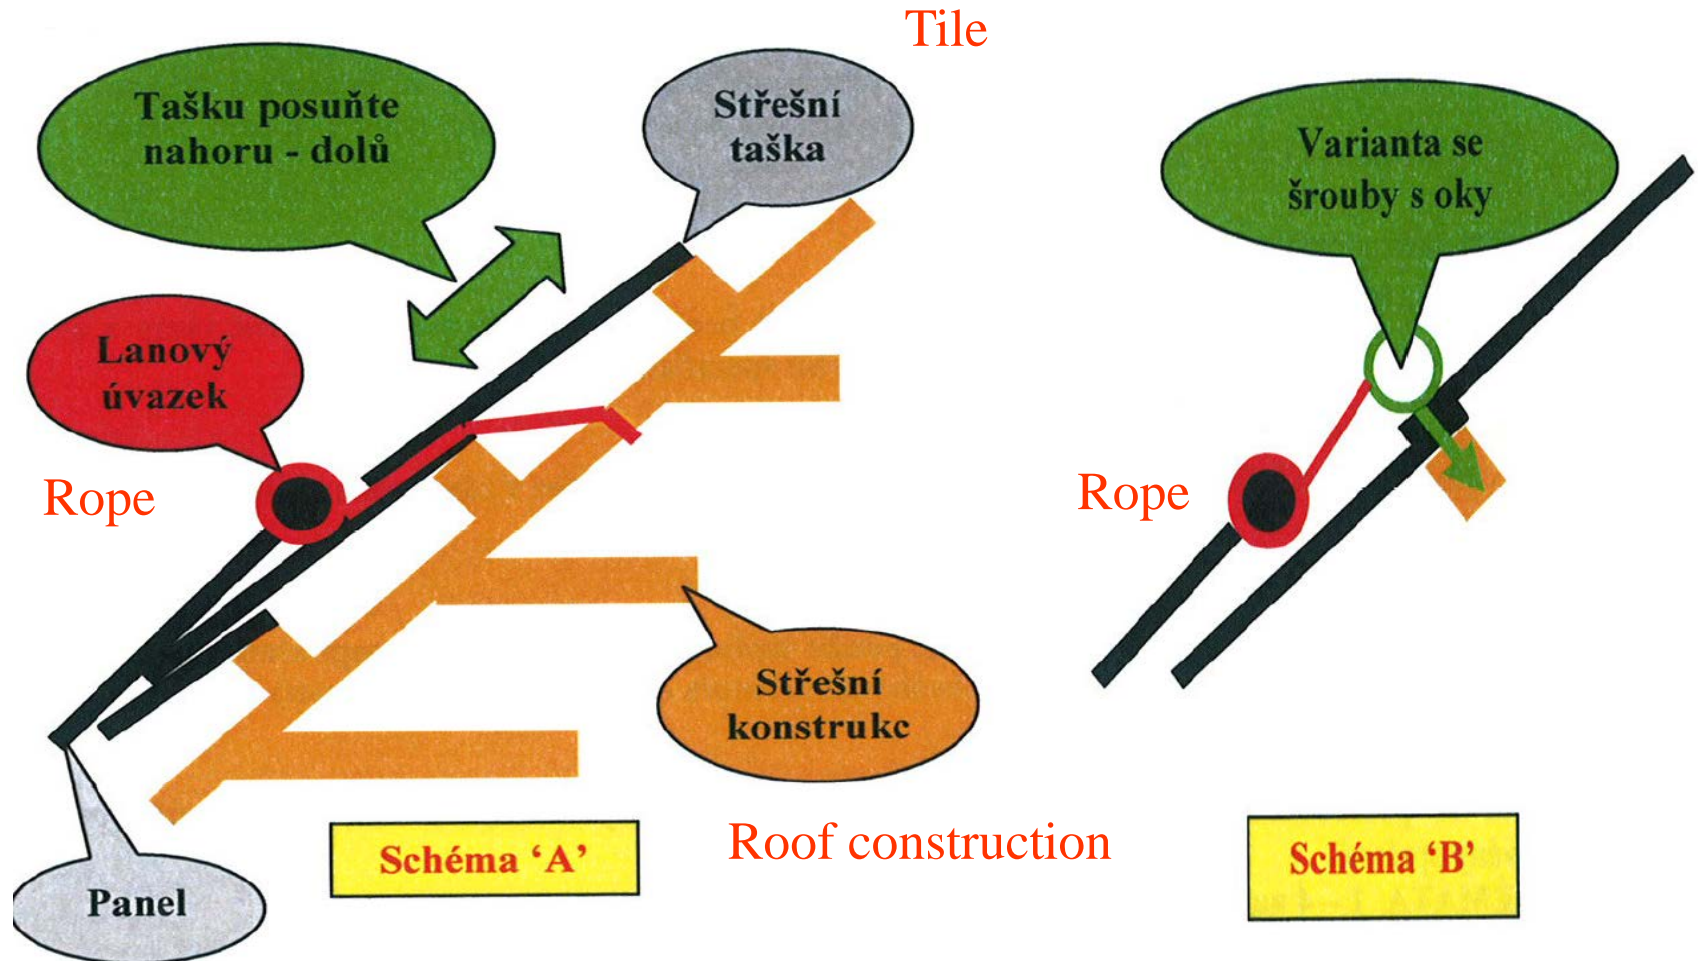 Tile
Tašku posuňte
nahoru - dolů
Střešní
taška
Varianta se
šrouby s oky
Lanový
úvazek
Rope
Rope
Střešní
konstrukc
Roof construction
Schéma ‘A’
Schéma ‘B’
Panel